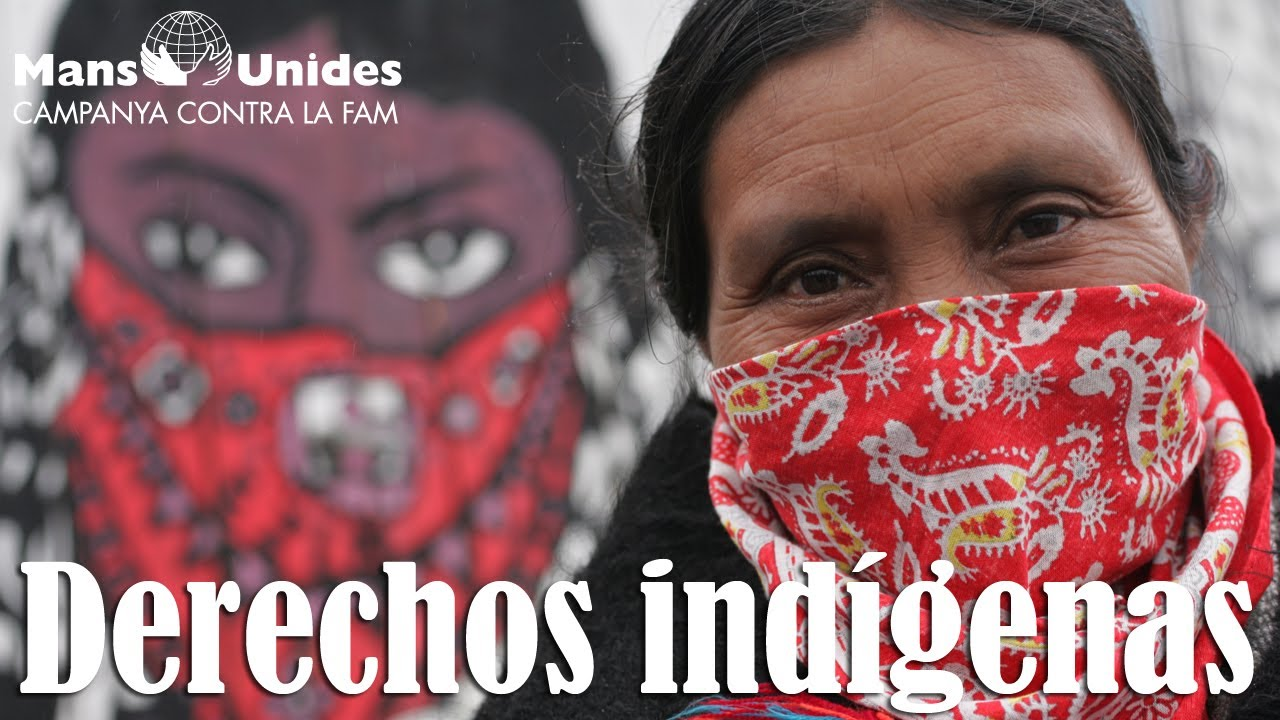 Mans Unides
CAMPANYA CONTRA LA FAM
Derechos indígenas